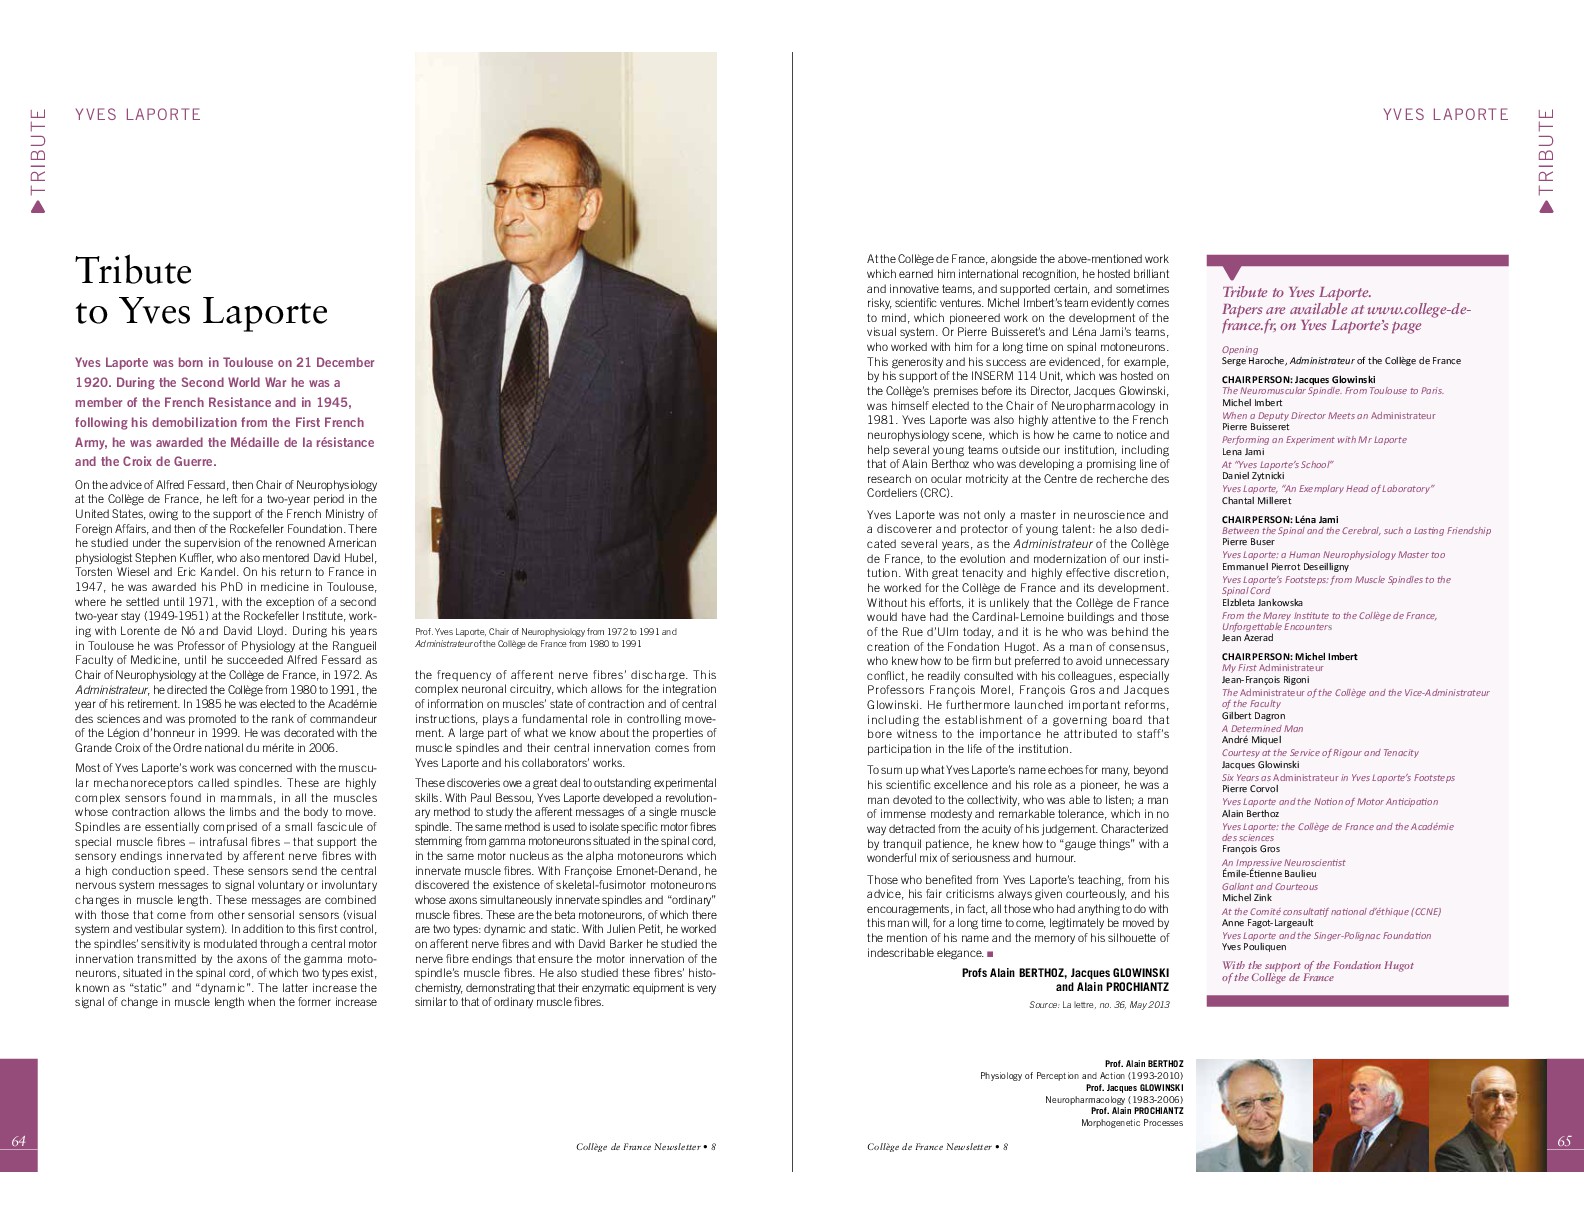 TRIBUTE
YVES LAPORTE
Tribute
to Yves Laporte
Yves Laporte was born in Toulouse on 21 December
1920. During the Second World War he was a
member of the French Resistance and in 1945,
following his demobilization from the First French
Army, he was awarded the Médaille de la résistance
and the Croix de Guerre.
On the advice of Alfred Fessard, then Chair of Neurophysiology
at the Collège de France, he left for a two-year period in the
United States, owing to the support of the French Ministry of
Foreign Affairs, and then of the Rockefeller Foundation. There
he studied under the supervision of the renowned American
physiologist Stephen Kuffler, who also mentored David Hubel,
Torsten Wiesel and Eric Kandel. On his return to France in
1947, he was awarded his PhD in medicine in Toulouse,
where he settled until 1971, with the exception of a second
two-year stay (1949-1951) at the Rockefeller Institute, work-
ing with Lorente de Nó and David Lloyd. During his years
in Toulouse he was Professor of Physiology at the Rangueil
Faculty of Medicine, until he succeeded Alfred Fessard as
Chair of Neurophysiology at the Collège de France, in 1972. As
Administrateur, he directed the Collège from 1980 to 1991, the
year of his retirement. In 1985 he was elected to the Académie
des sciences and was promoted to the rank of commandeur
of the Légion d'honneur in 1999. He was decorated with the
Grande Croix of the Ordre national du mérite in 2006.
Most of Yves Laporte's work was concerned with the muscu-
lar mechanoreceptors called spindles. These are highly
complex sensors found in mammals, in all the muscles
whose contraction allows the limbs and the body to move.
Spindles are essentially comprised of a small fascicule of
special muscle fibres – intrafusal fibres – that support the
sensory endings innervated by afferent nerve fibres with
a high conduction speed. These sensors send the central
nervous system messages to signal voluntary or involuntary
changes in muscle length. These messages are combined
with those that come from other sensorial sensors (visual
system and vestibular system). In addition to this first control,
the spindles' sensitivity is modulated through a central motor
innervation transmitted by the axons of the gamma moto-
neurons, situated in the spinal cord, of which two types exist,
known as "static" and "dynamic". The latter increase the
signal of change in muscle length when the former increase
Prof. Yves Laporte, Chair of Neurophysiology from 1972 to 1991 and
Administrateur of the Collège de France from 1980 to 1991
the frequency of afferent nerve fibres' discharge. This
complex neuronal circuitry, which allows for the integration
of information on muscles' state of contraction and of central
instructions, plays a fundamental role in controlling move-
ment. A large part of what we know about the properties of
muscle spindles and their central innervation comes from
Yves Laporte and his collaborators' works.
These discoveries owe a great deal to outstanding experimental
skills. With Paul Bessou, Yves Laporte developed a revolution-
ary method to study the afferent messages of a single muscle
spindle. The same method is used to isolate specific motor fibres
stemming from gamma motoneurons situated in the spinal cord,
in the same motor nucleus as the alpha motoneurons which
innervate muscle fibres. With Françoise Emonet-Denand, he
discovered the existence of skeletal-fusimotor motoneurons
whose axons simultaneously innervate spindles and "ordinary"
muscle fibres. These are the beta motoneurons, of which there
are two types: dynamic and static. With Julien Petit, he worked
on afferent nerve fibres and with David Barker he studied the
nerve fibre endings that ensure the motor innervation of the
spindle's muscle fibres. He also studied these fibres' histo-
chemistry, demonstrating that their enzymatic equipment is very
similar to that of ordinary muscle fibres.
64
Collège de France Newsletter • 8
YVES LAPORTE
TRIBUTE
At the Collège de France, alongside the above-mentioned work
which earned him international recognition, he hosted brilliant
and innovative teams, and supported certain, and sometimes
risky, scientific ventures. Michel Imbert's team evidently comes
to mind, which pioneered work on the development of the
visual system. Or Pierre Buisseret's and Léna Jami's teams,
who worked with him for a long time on spinal motoneurons.
This generosity and his success are evidenced, for example,
by his support of the INSERM 114 Unit, which was hosted on
the Collège's premises before its Director, Jacques Glowinski,
was himself elected to the Chair of Neuropharmacology in
1981. Yves Laporte was also highly attentive to the French
neurophysiology scene, which is how he came to notice and
help several young teams outside our institution, including
that of Alain Berthoz who was developing a promising line of
research on ocular motricity at the Centre de recherche des
Cordeliers (CRC).
Yves Laporte was not only a master in neuroscience and
a discoverer and protector of young talent: he also dedi-
cated several years, as the Administrateur of the Collège
de France, to the evolution and modernization of our insti-
tution. With great tenacity and highly effective discretion,
he worked for the Collège de France and its development.
Without his efforts, it is unlikely that the Collège de France
would have had the Cardinal-Lemoine buildings and those
of the Rue d'Ulm today, and it is he who was behind the
creation of the Fondation Hugot. As a man of consensus,
who knew how to be firm but preferred to avoid unnecessary
conflict, he readily consulted with his colleagues, especially
Professors François Morel, François Gros and Jacques
Glowinski. He furthermore launched important reforms,
including the establishment of a governing board that
bore witness to the importance he attributed to staff's
participation in the life of the institution.
To sum up what Yves Laporte's name echoes for many, beyond
his scientific excellence and his role as a pioneer, he was a
man devoted to the collectivity, who was able to listen; a man
of immense modesty and remarkable tolerance, which in no
way detracted from the acuity of his judgement. Characterized
by tranquil patience, he knew how to "gauge things" with a
wonderful mix of seriousness and humour.
Those who benefited from Yves Laporte's teaching, from his
advice, his fair criticisms always given courteously, and his
encouragements, in fact, all those who had anything to do with
this man will, for a long time to come, legitimately be moved by
the mention of his name and the memory of his silhouette of
indescribable elegance. ■
Profs Alain BERTHOZ, Jacques GLOWINSKI
and Alain PROCHIANTZ
Source: La lettre, no. 36, May 2013
Tribute to Yves Laporte.
Papers are available at www.college-de-
france.fr, on Yves Laporte's page
Opening
Serge Haroche, Administrateur of the Collège de France
CHAIRPERSON: Jacques Glowinski
The Neuromuscular Spindle. From Toulouse to Paris.
Michel Imbert
When a Deputy Director Meets an Administrateur
Pierre Buisseret
Performing an Experiment with Mr Laporte
Lena Jami
At "Yves Laporte's School"
Daniel Zytnicki
Yves Laporte, "An Exemplary Head of Laboratory"
Chantal Milleret
CHAIRPERSON: Léna Jami
Between the Spinal and the Cerebral, such a Lasting Friendship
Pierre Buser
Yves Laporte: a Human Neurophysiology Master too
Emmanuel Pierrot Deseilligny
Yves Laporte's Footsteps: from Muscle Spindles to the
Spinal Cord
Elzbleta Jankowska
From the Marey Institute to the Collège de France,
Unforgettable Encounters
Jean Azerad
CHAIRPERSON: Michel Imbert
My First Administrateur
Jean-François Rigoni
The Administrateur of the Collège and the Vice-Administrateur
of the Faculty
Gilbert Dagron
A Determined Man
André Miquel
Courtesy at the Service of Rigour and Tenacity
Jacques Glowinski
Six Years as Administrateur in Yves Laporte's Footsteps
Pierre Corvol
Yves Laporte and the Notion of Motor Anticipation
Alain Berthoz
Yves Laporte: the Collège de France and the Académie
des sciences
François Gros
An Impressive Neuroscientist
Émile-Étienne Baulieu
Gallant and Courteous
Michel Zink
At the Comité consultatif national d'éthique (CCNE)
Anne Fagot-Largeault
Yves Laporte and the Singer-Polignac Foundation
Yves Pouliquen
With the support of the Fondation Hugot
of the Collège de France
Prof. Alain BERTHOZ
Physiology of Perception and Action (1993-2010)
Prof. Jacques GLOWINSKI
Neuropharmacology (1983-2006)
Prof. Alain PROCHIANTZ
Morphogenetic Processes
Collège de France Newsletter • 8
65